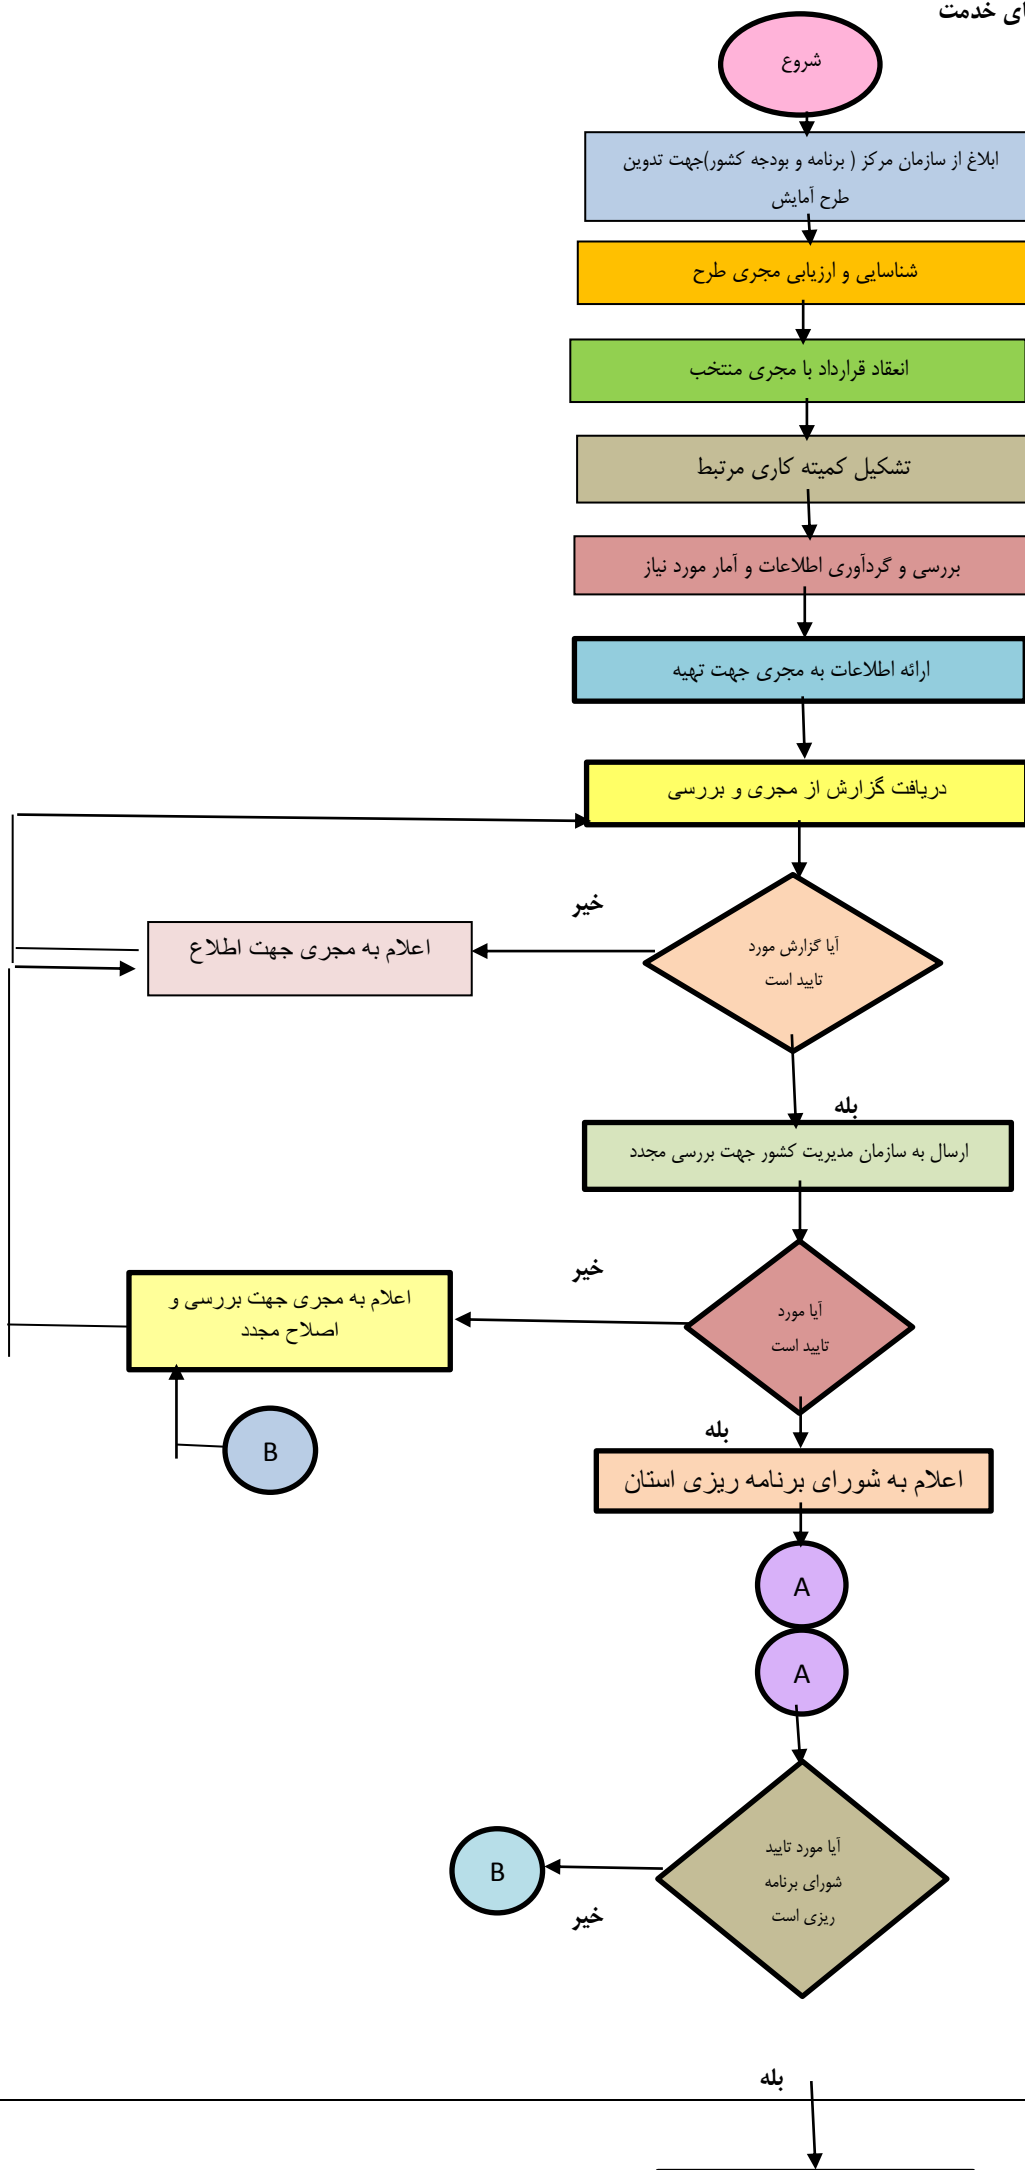 ای خدمت
شروع
ابلاغ از سازمان مرکز ( برنامه و بودجه کشور)جهت تدوین
طرح آمایش
شناسایی و ارزیابی مجری طرح
انعقاد قرارداد با مجری منتخب
تشکیل کمیته کاری مرتبط
بررسی و گردآوری اطلاعات و آمار مورد نیاز
ارائه اطلاعات به مجری جهت تهیه
دریافت گزارش از مجری و بررسی
خیر
آیا گزارش مورد
تایید است
اعلام به مجری جهت اطلاع
بله
ارسال به سازمان مدیریت کشور جهت بررسی مجدد
خیر
آیا مورد
تایید است
اعلام به مجری جهت بررسی و
اصلاح مجدد
بله
B
اعلام به شورای برنامه ریزی استان
A
A
آیا مورد تایید
شورای برنامه
ریزی است
B
خیر
بله